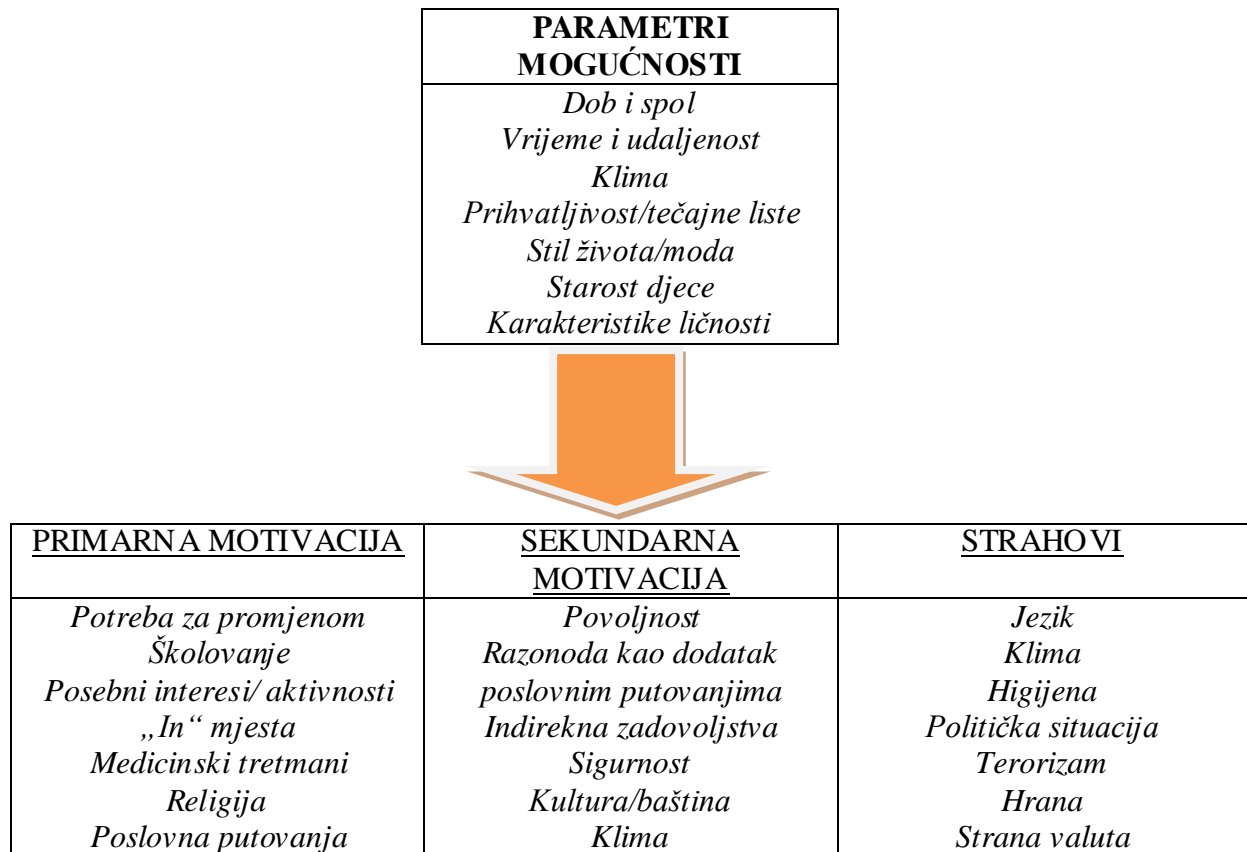 PARAMETRI
MOGUĆNOSTI
Dob i spol
Vrijeme i udaljenost
Klima
Prihvatljivost/tečajne liste
Stil života/moda
Starost djece
Karakteristike ličnosti
PRIMARNA MOTIVACIJA
Potreba za promjenom
Školovanje
Posebni interesi/ aktivnosti
„In“ mjesta
Medicinski tretmani
Religija
Poslovna putovanja
SEKUNDARNA
MOTIVACIJA
Povoljnost
Razonoda kao dodatak
poslovnim putovanjima
Indirekna zadovoljstva
Sigurnost
Kultura/baština
Klima
STRAHOVI
Jezik
Klima
Higijena
Politička situacija
Terorizam
Hrana
Strana valuta